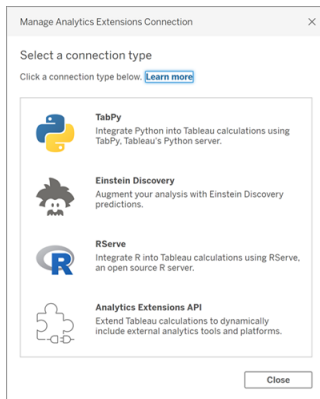 Manage Analytics Extensions Connection
Select a connection type
Click a connection type below. Learn more
TabPy
Integrate Python into Tableau calculations using
TabPy, Tableau's Python server.
Einstein Discovery
Augment your analysis with Einstein Discovery
predictions.
RServe
Integrate R into Tableau calculations using RServe,
an open source R server.
Analytics Extensions API
Extend Tableau calculations to dynamically
include external analytics tools and platforms.
Close